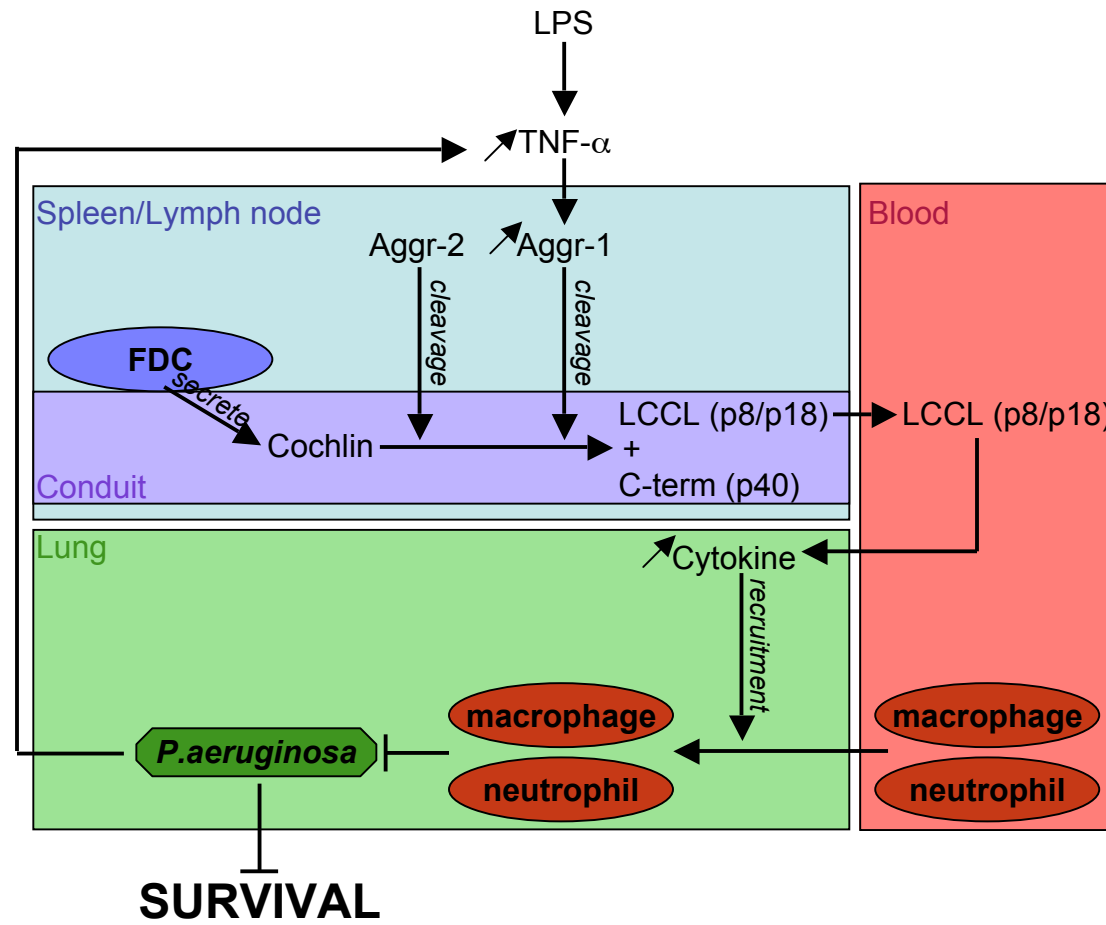 LPS
TNF-α
Spleen/Lymph node
Blood
Aggr-2
Aggr-1
cleavage
cleavage
FDC
secrete
LCCL (p8/p18)
LCCL (p8/p18)
Cochlin
+
Conduit
C-term (p40)
Lung
Cytokine
recruitment
macrophage
macrophage
P.aeruginosa
neutrophil
neutrophil
SURVIVAL